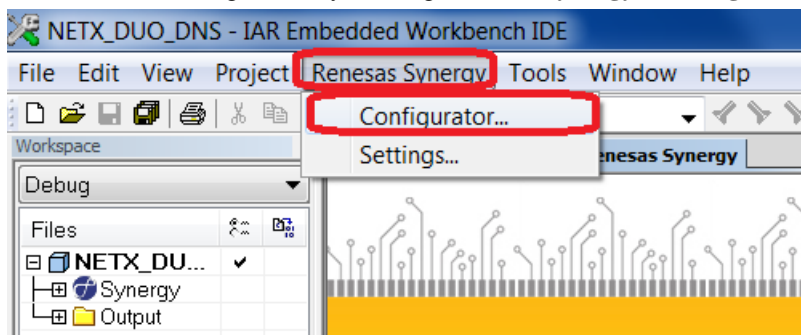 NETX_DUO_DNS - IAR Embedded Workbench IDE
File Edit View Project Renesas Synergy Tools Window Help
Configurator...
Workspace
Settings...
enesas Synergy
Debug
Files
NETX_DU...
Synergy
Output